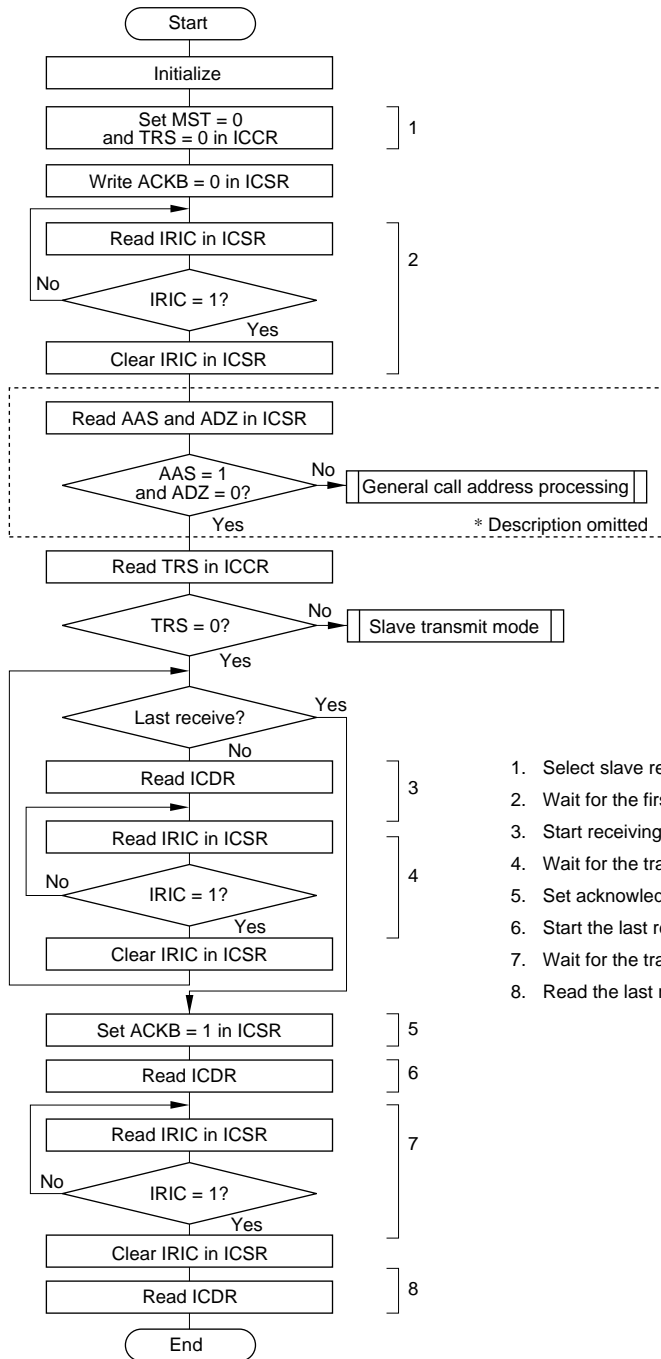 Start
Initialize
Set MST = 0
and TRS = 0 in ICCR
1
Write ACKB = 0 in ICSR
Read IRIC in ICSR
2
No
IRIC = 1?
Yes
Clear IRIC in ICSR
Read AAS and ADZ in ICSR
AAS = 1
and ADZ = 0?
No
General call address processing
Yes
* Description omitted
Read TRS in ICCR
TRS = 0?
No
Slave transmit mode
Yes
Last receive?
Yes
No
Read ICDR
3
Read IRIC in ICSR
4
No
IRIC = 1?
Yes
Clear IRIC in ICSR
1. Select slave
2. Wait for the
3. Start receiving
4. Wait for the
5. Set
6. Start the last
7. Wait for the
8. Read the last
Set ACKB = 1 in ICSR
5
Read ICDR
6
Read IRIC in ICSR
7
No
IRIC = 1?
Yes
Clear IRIC in ICSR
Read ICDR
8
End